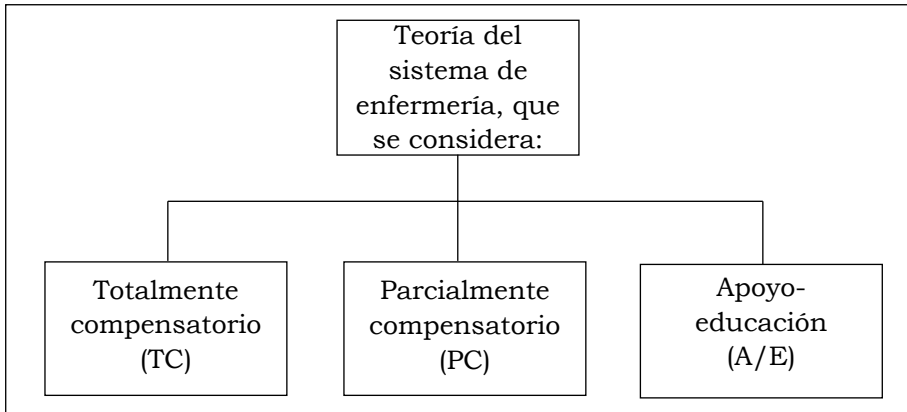 Teoría del
sistema de
enfermería, que
se considera:
Totalmente
compensatorio
(TC)
Parcialmente
compensatorio
(PC)
Apoyo-
educación
(A/E)